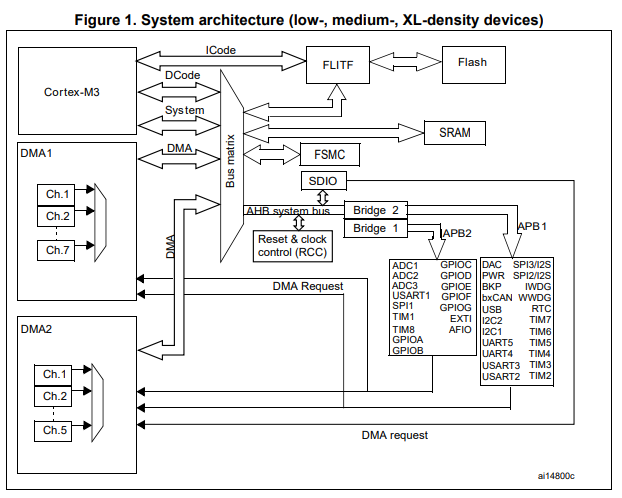 Figure 1. System architecture (low-, medium-, XL-density devices)
ICode
Cortex-M3
FLITF
Flash
DCode
System
Bus matrix
SRAM
DMA1
DMA
FSMC
SDIO
Ch.1
Ch.2
Ch.7
DMA
AHB system bus
Bridge 2
Bridge 1
APB2
APB1
Reset & clock
control (RCC)
ADC1 GPIOC
ADC2 GPIOD
ADC3 GPIOE
USART1 GPIOF
SPI1 GPIOG
TIM1 EXTI
TIM8 AFIO
GPIOA
GPIOB
DAC SPI3/I2S
PWR SPI2/I2S
BKP IWDG
bxCAN WWDG
USB RTC
I2C2 TIM7
I2C1 TIM6
UART5 TIM5
UART4 TIM4
USART3 TIM3
USART2 TIM2
DMA Request
DMA2
Ch.1
Ch.2
Ch.5
DMA request
ai14800c